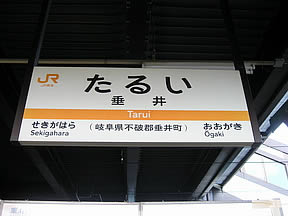 JR
たるい
垂井
Tarui
せきがはら
Sekigahara
（岐阜県不破郡垂井町）
おおがき
Ōgaki